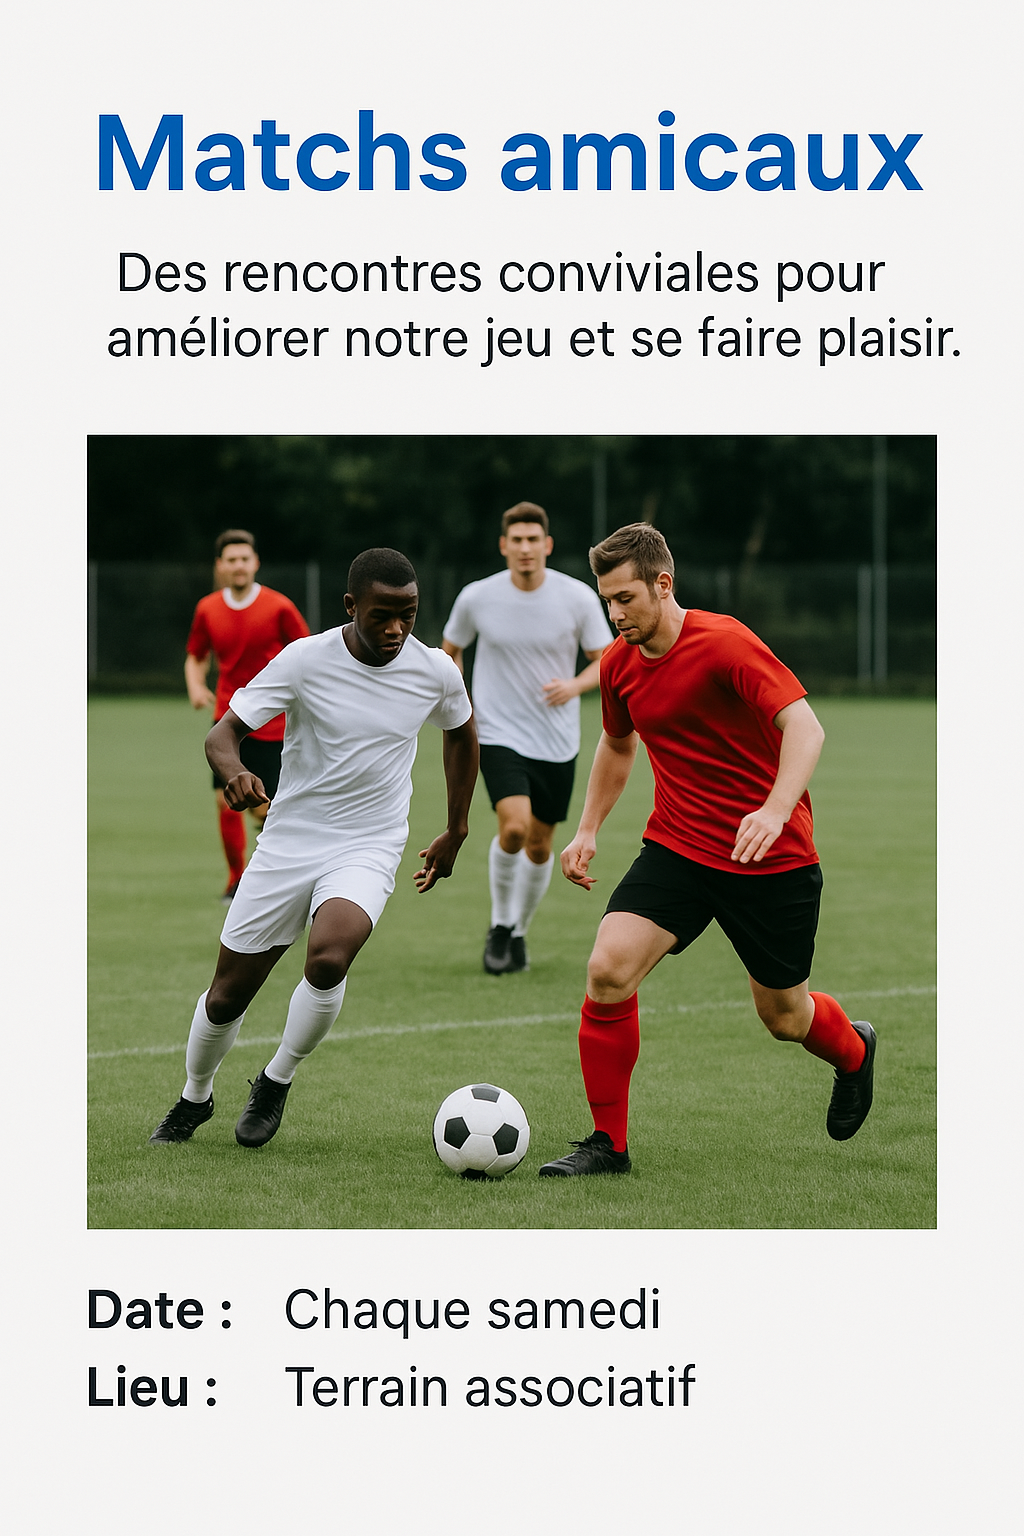 Matchs amicaux
Des rencontres conviviales pour
améliorer notre jeu et se faire plaisir.
Date : Chaque samedi
Lieu : Terrain associatif